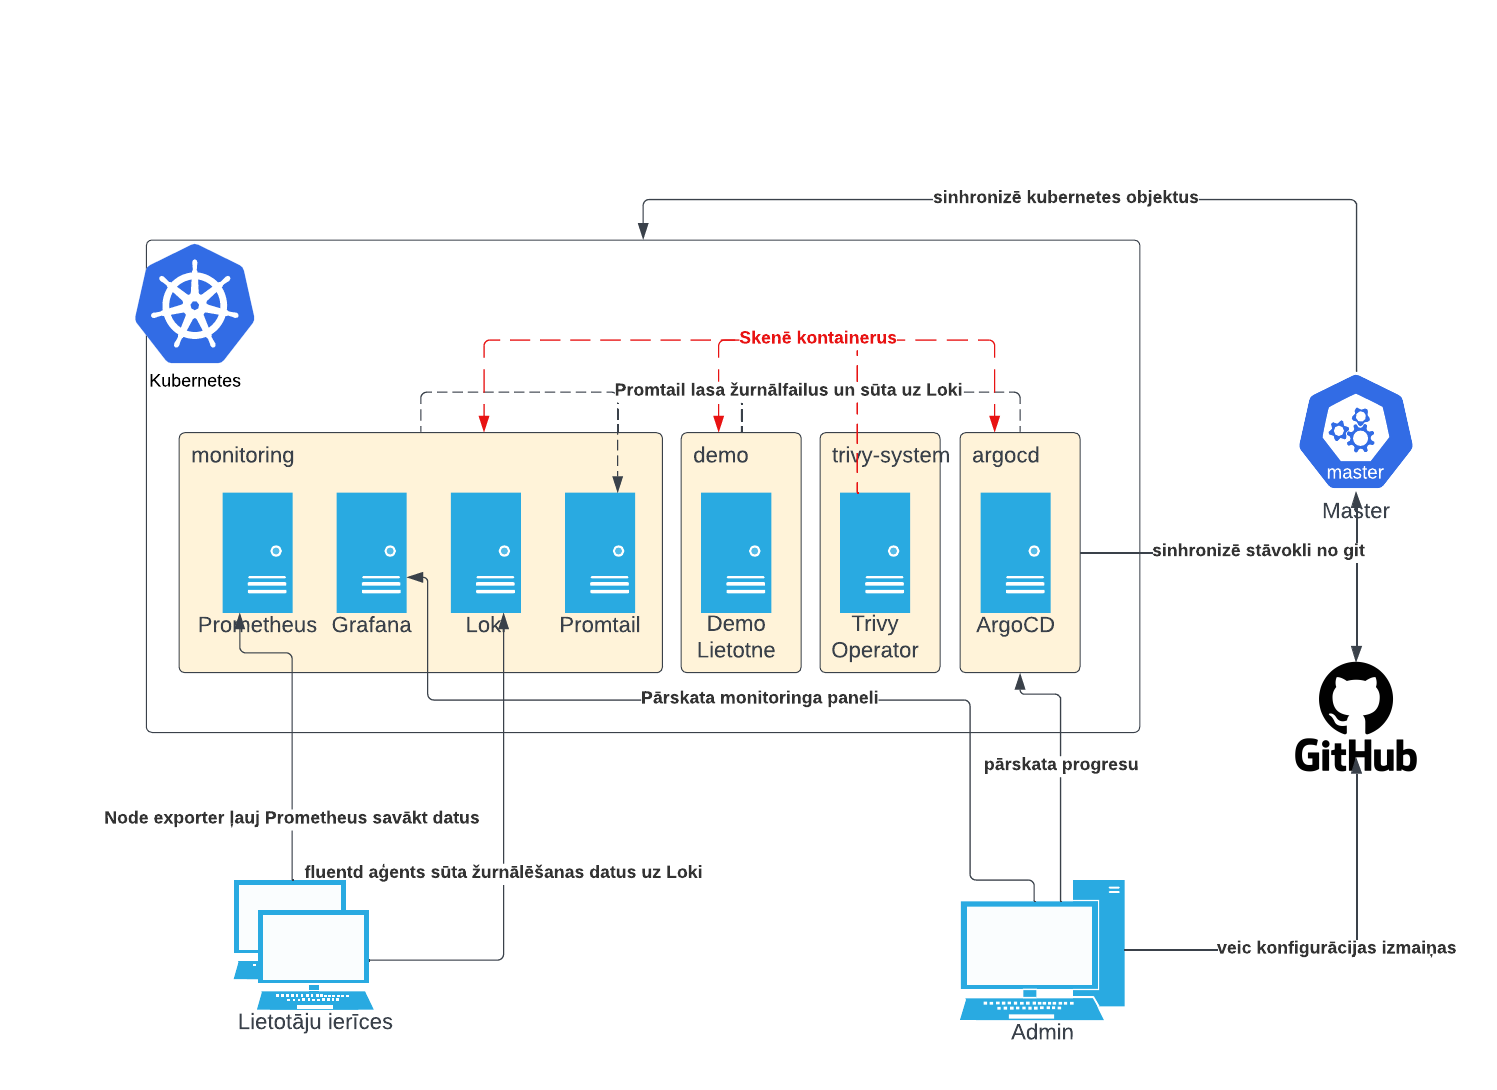 sinhronizē kubernetes objektus
Kubernetes
Skenē kontainerus
Promtail lasa žurnālfailus un sūta uz Loki
monitoring
demo
trivy-system
argocd
master
Master
sinhronizē stāvokli no git
Prometheus
Grafana
Loki
Promtail
Demo
Lietotne
Trivy
Operator
ArgoCD
Pārskata monitoringa paneli
GitHub
pārskata progresu
Node exporter ļauj Prometheus savākt datus
fluentd aģents sūta žurnālēšanas datus uz Loki
veic konfigurācijas izmaiņas
Lietotāju ierīces
Admin